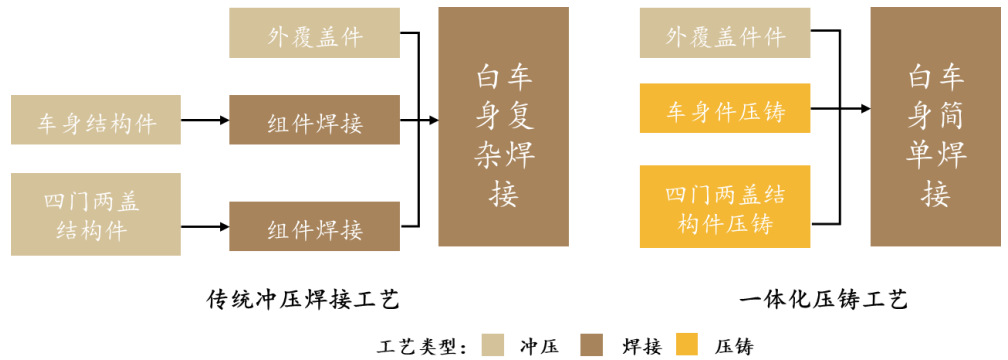 外覆盖件
车身结构件
组件焊接
四门两盖
结构件
组件焊接
白车
身复
杂焊
接
传统冲压焊接工艺
外覆盖件件
车身件压铸
四门两盖结
构件压铸
白车
身简
单焊
接
一体化压铸工艺
工艺类型：
冲压
焊接
压铸